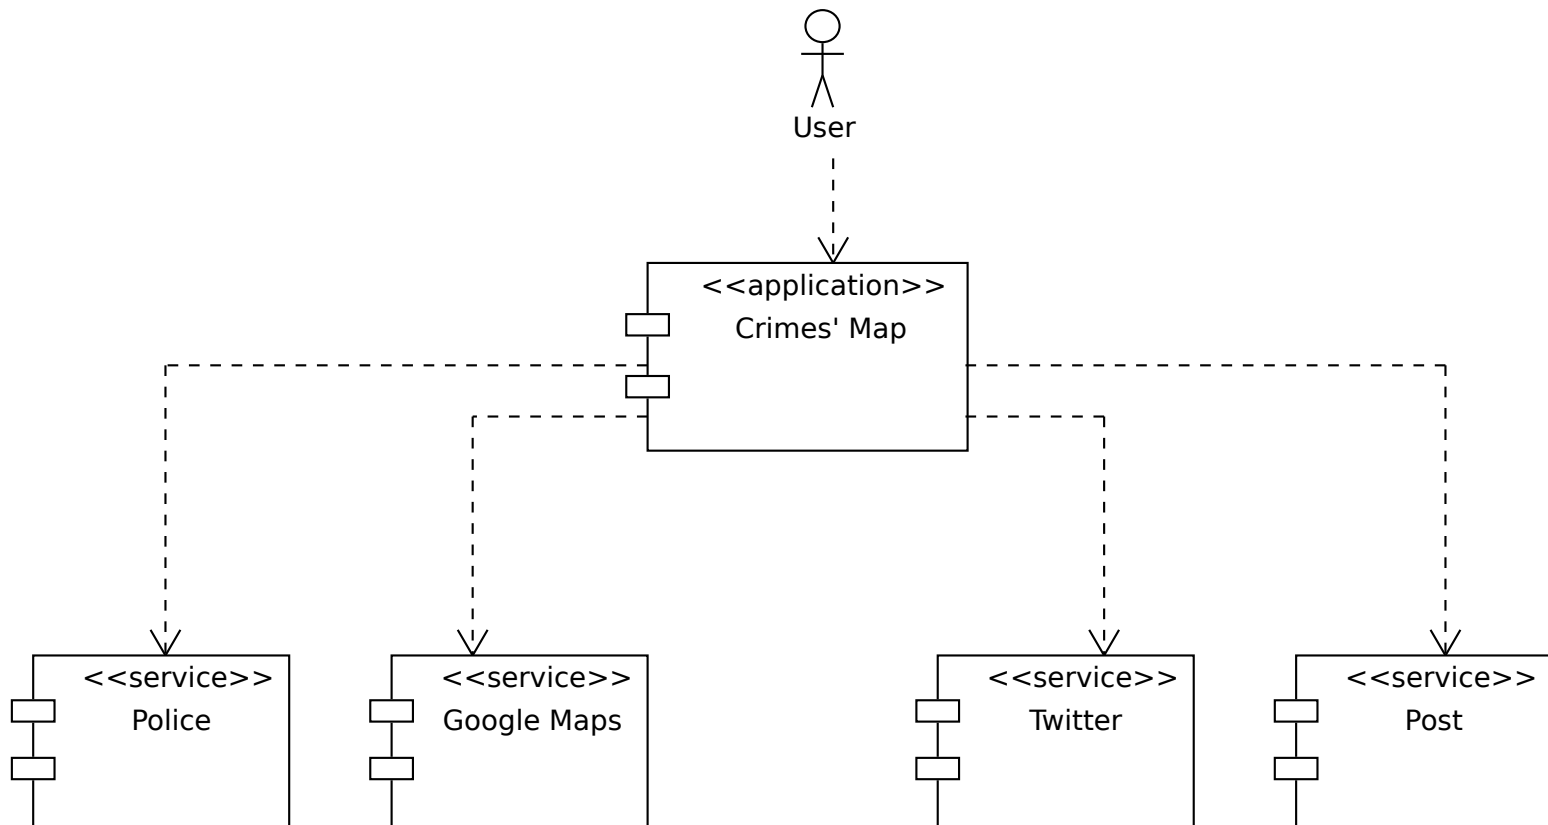 User
<<application>>
Crimes' Map
<<service>>
Police
<<service>>
Google Maps
<<service>>
Twitter
<<service>>
Post